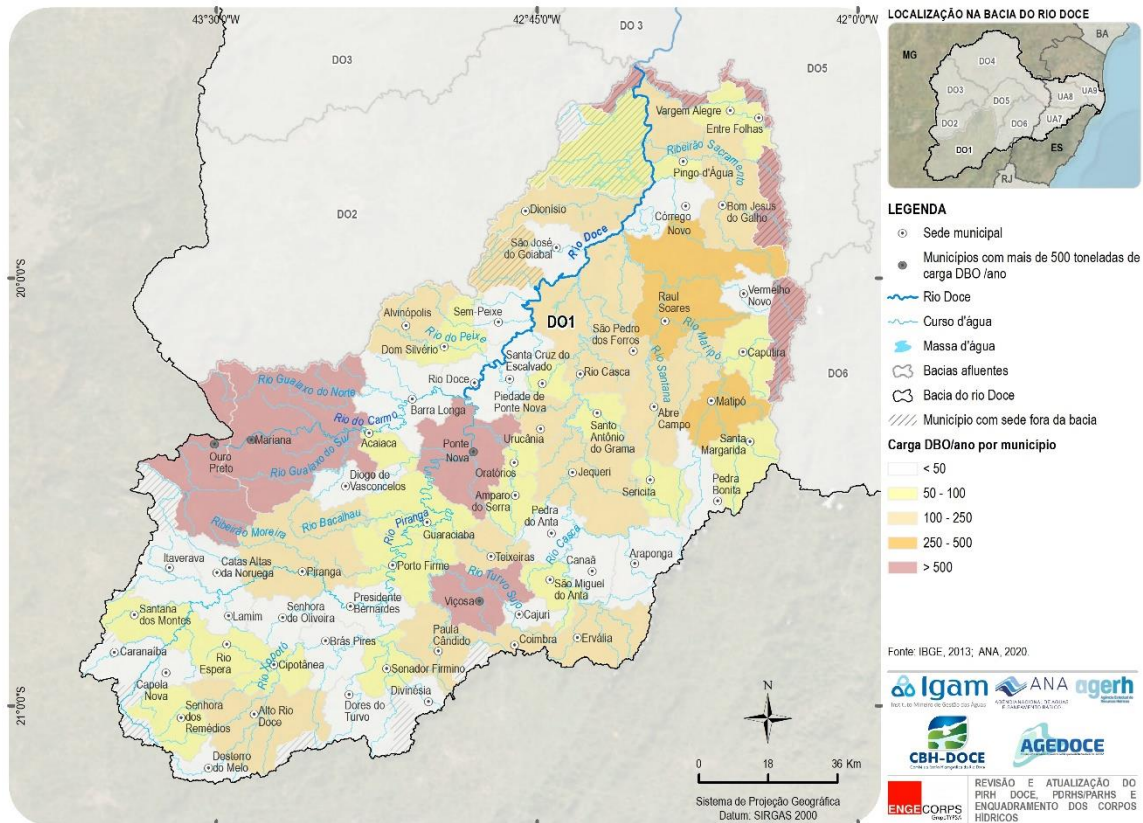 43°30'0"W
42°45'0"W
42°0'0"W
20°0'0"S
21°0'0"S
DO 3
DO3
DO5
DO2
DO6
DO1
Vargem Alegre
Entre Folhas
Ribeirão Sacramento
Pingo d'Água
Bom Jesus
do Galho
Córrego
Novo
Dionísio
São José
do Goiabal
Rio Doce
Raul
Soares
Vermelho
Novo
Alvinópolis
Sem-Peixe
Rio do Peixe
Dom Silvério
São Pedro
dos Ferros
Rio Matipó
Caputira
Santa Cruz do
Escalvado
Rio Doce
Rio Casca
Rio Santana
Piedade de
Ponte Nova
Matipó
Abre
Campo
Rio Gualaxo do Norte
Barra Longa
Rio do Carmo
Mariana
Ouro
Preto
Rio Gualaxo do Sul
Acaiaca
Ponte
Nova
Urucânia
Santo
Antônio
do Grama
Santa
Margarida
Oratórios
Jequeri
Diogo de
Vasconcelos
Sericita
Pedra
Bonita
Amparo
do Serra
Rio Bacalhau
Ribeirão Moreira
Rio Piranga
Guaraciaba
Pedra
do Anta
Rio Casca
Canaã
Araponga
Teixeiras
Itaverava
Catas Altas
da Noruega
Piranga
Porto Firme
Rio Turvo Sujo
São Miguel
do Anta
Viçosa
Cajuri
Santana
dos Montes
Lamim
Senhora
de Oliveira
Presidente
Bernardes
Brás Pires
Paula
Cândido
Coimbra
Ervália
Caranaíba
Rio
Espera
Cipotânea
Senador Firmino
Capela
Nova
Divinésia
Dores do
Turvo
Senhora
dos
Remédios
Alto Rio
Doce
Desterro
do Melo
N
0 18 36 Km
Sistema de Projeção Geográfica
Datum: SIRGAS 2000
LOCALIZAÇÃO NA BACIA DO RIO DOCE
MG
BA
DO4
DO3
DO5
UA8
UA9
DO2
DO6
UA7
DO1
ES
RJ
LEGENDA
Sede municipal
Municípios com mais de 500 toneladas de
carga DBO /ano
Rio Doce
Curso d'água
Massa d'água
Bacias afluentes
Bacia do rio Doce
Município com sede fora da bacia
Carga DBO/ano por município
< 50
50 - 100
100 - 250
250 - 500
> 500
Fonte: IBGE, 2013; ANA, 2020.
Igam
Instituto Mineiro de Gestão das Águas
ANA
AGÊNCIA NACIONAL DE ÁGUAS
E SANEAMENTO BÁSICO
agerh
CBH-DOCE
AGEDOCE
ENGECORPS
REVISÃO E ATUALIZAÇÃO DO
PIRH DOCE, PDRHS/PARHS E
ENQUADRAMENTO DOS CORPOS
HÍDRICOS